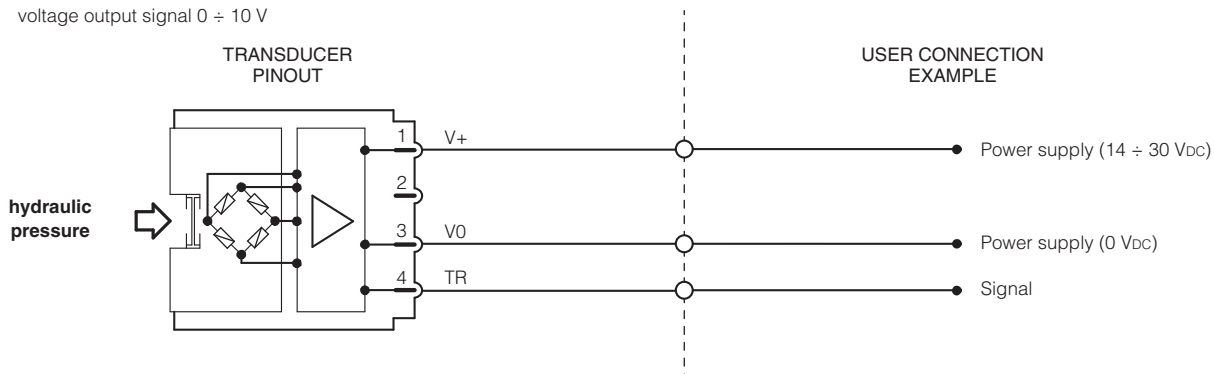 voltage output signal 0 ÷ 10 V
TRANSDUCER
PINOUT
USER CONNECTION
EXAMPLE
hydraulic
pressure
1 V+ Power supply (14 ÷ 30 VDC)
2
3 V0 Power supply (0 VDC)
4 TR Signal